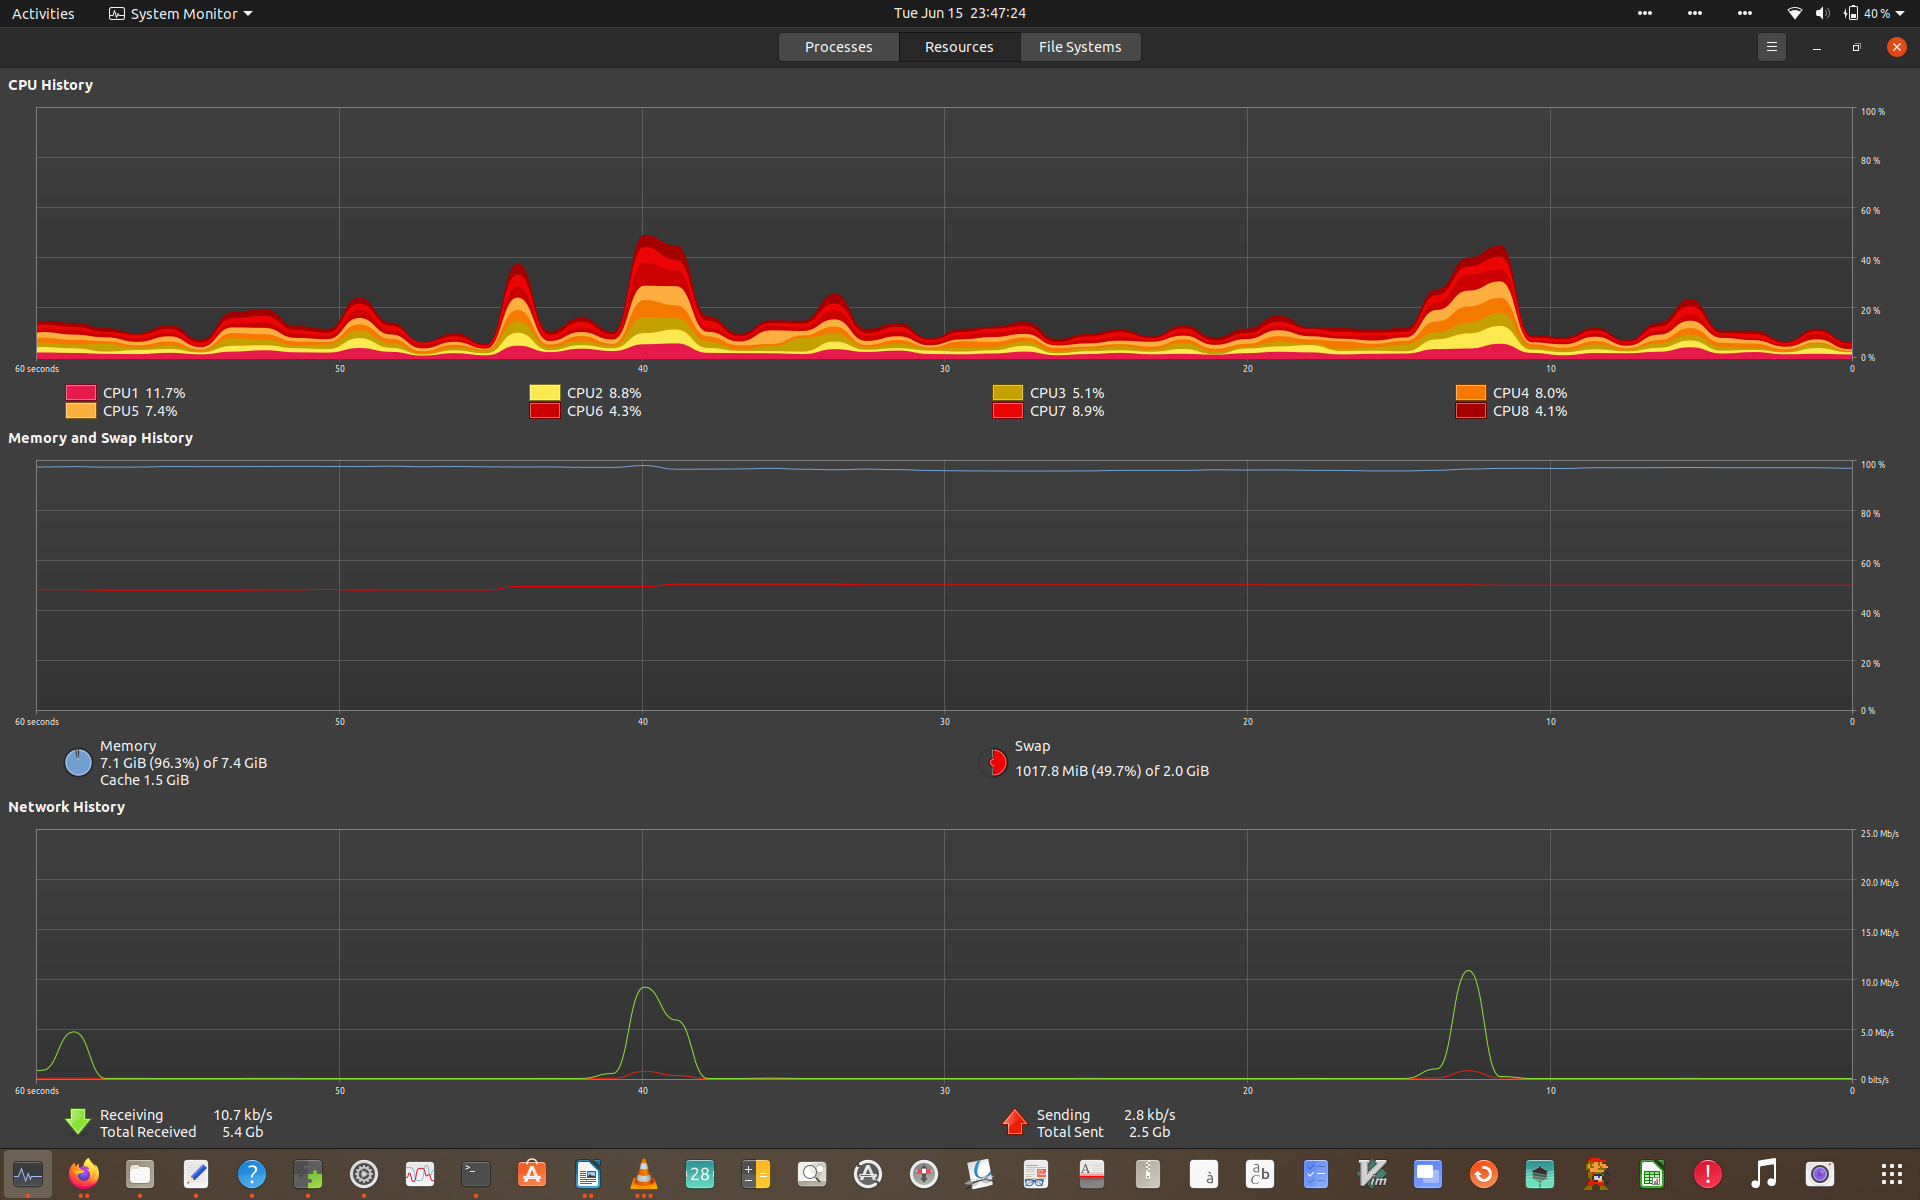 Activities
System Monitor
Tue Jun 15 23:47:24
40 %
Processes
Resources
File Systems
CPU History
100 %
80 %
60 %
40 %
20 %
0 %
60 seconds 50 40 30 20 10 0
CPU1 11.7% CPU2 8.8% CPU3 5.1% CPU4 8.0%
CPU5 7.4% CPU6 4.3% CPU7 8.9% CPU8 4.1%
Memory and Swap History
100 %
80 %
60 %
40 %
20 %
0 %
60 seconds 50 40 30 20 10 0
Memory
7.1 GiB (96.3%) of 7.4 GiB
Cache 1.5 GiB
Swap
1017.8 MiB (49.7%) of 2.0 GiB
Network History
25.0 Mb/s
20.0 Mb/s
15.0 Mb/s
10.0 Mb/s
5.0 Mb/s
0 bits/s
60 seconds 50 40 30 20 10 0
Receiving 10.7 kb/s
Total Received 5.4 Gb
Sending 2.8 kb/s
Total Sent 2.5 Gb
28
à
a b c
Vim